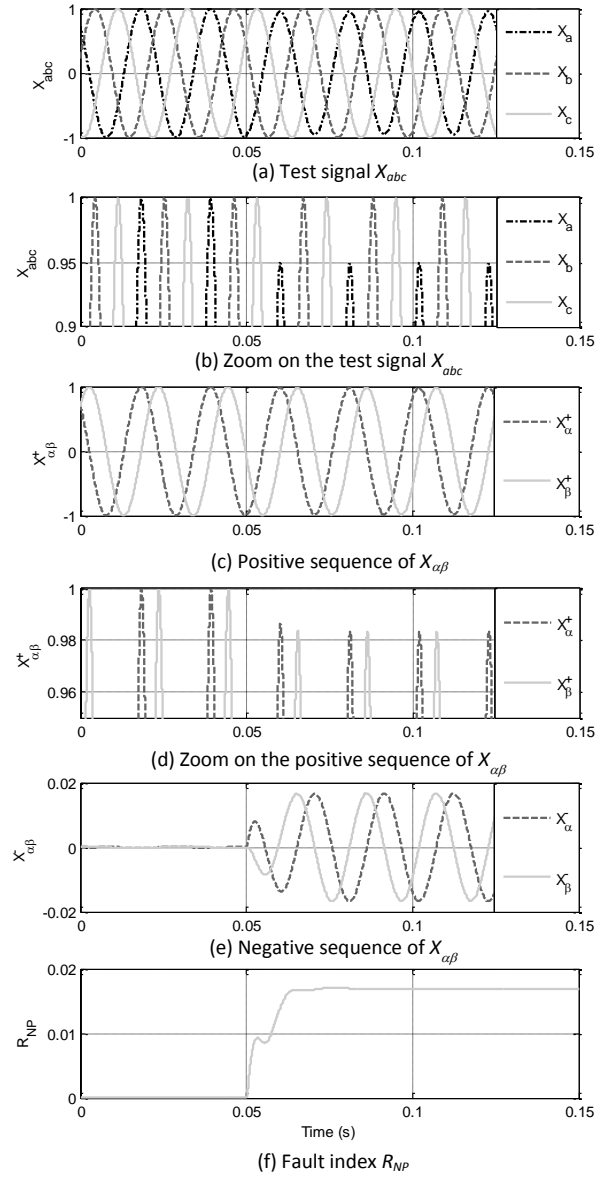 1
0
-1
X_abc
X_a
X_b
X_c
0 0.05 0.1 0.15
(a) Test signal X_abc
1
0.95
0.9
X_abc
X_a
X_b
X_c
0 0.05 0.1 0.15
(b) Zoom on the test signal X_abc
1
0
-1
X⁺_αβ
X⁺_α
X⁺_β
0 0.05 0.1 0.15
(c) Positive sequence of X_αβ
1
0.98
0.96
X⁺_αβ
X⁺_α
X⁺_β
0 0.05 0.1 0.15
(d) Zoom on the positive sequence of X_αβ
0.02
0
-0.02
X⁻_αβ
X⁻_α
X⁻_β
0 0.05 0.1 0.15
(e) Negative sequence of X_αβ
0.02
0.01
0
R_NP
0 0.05 0.1 0.15
Time (s)
(f) Fault index R_NP